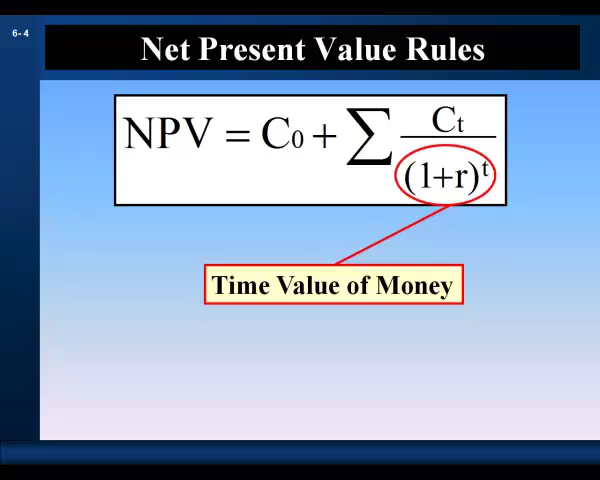 6- 4
Net Present Value Rules
NPV = C₀ + ∑ Cₜ / (1+r)ᵗ
Time Value of Money